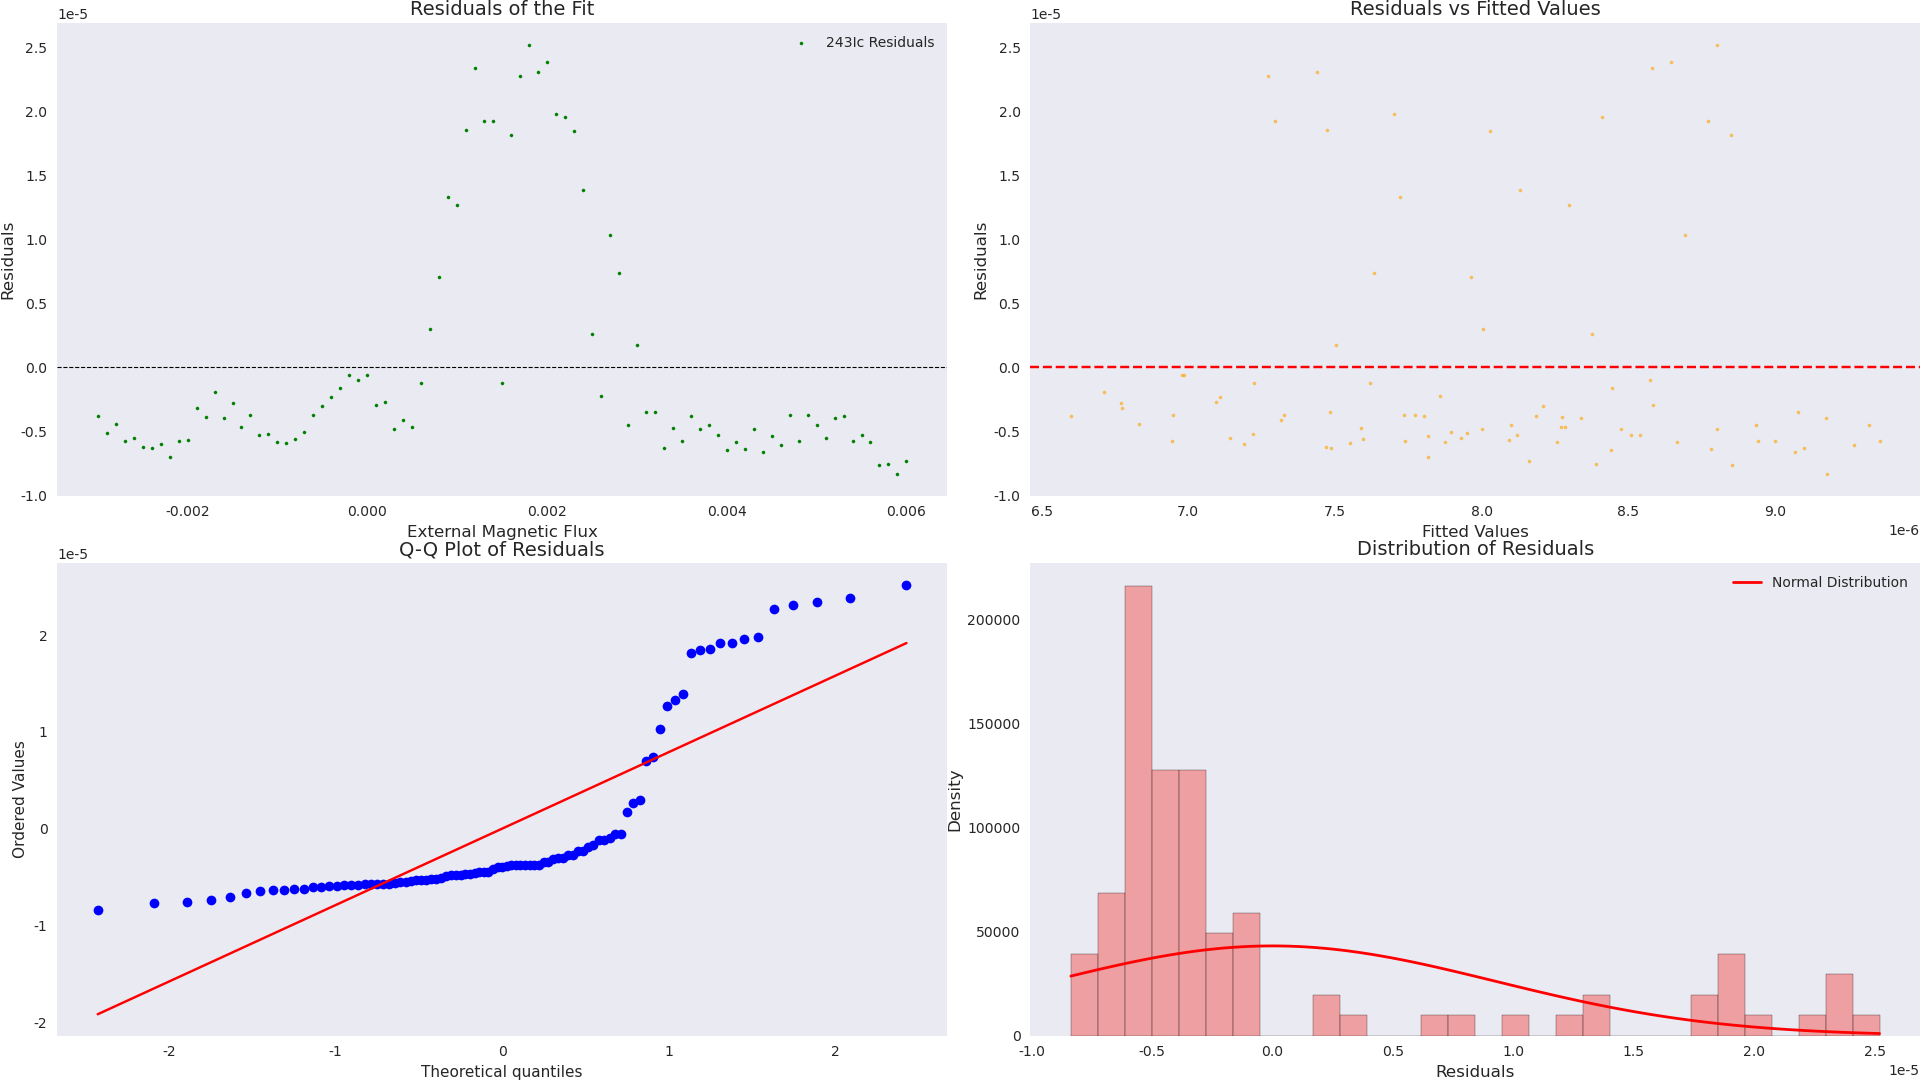 Residuals of the Fit
1e-5
243Ic Residuals
2.5
2.0
1.5
1.0
0.5
0.0
-0.5
-1.0
Residuals
-0.002
0.000
0.002
0.004
0.006
External Magnetic Flux
Residuals vs Fitted Values
1e-5
2.5
2.0
1.5
1.0
0.5
0.0
-0.5
-1.0
Residuals
6.5
7.0
7.5
8.0
8.5
9.0
1e-6
Fitted Values
Q-Q Plot of Residuals
1e-5
2
1
0
-1
-2
Ordered Values
-2
-1
0
1
2
Theoretical quantiles
Distribution of Residuals
Normal Distribution
200000
150000
100000
50000
0
Density
-1.0
-0.5
0.0
0.5
1.0
1.5
2.0
2.5
1e-5
Residuals